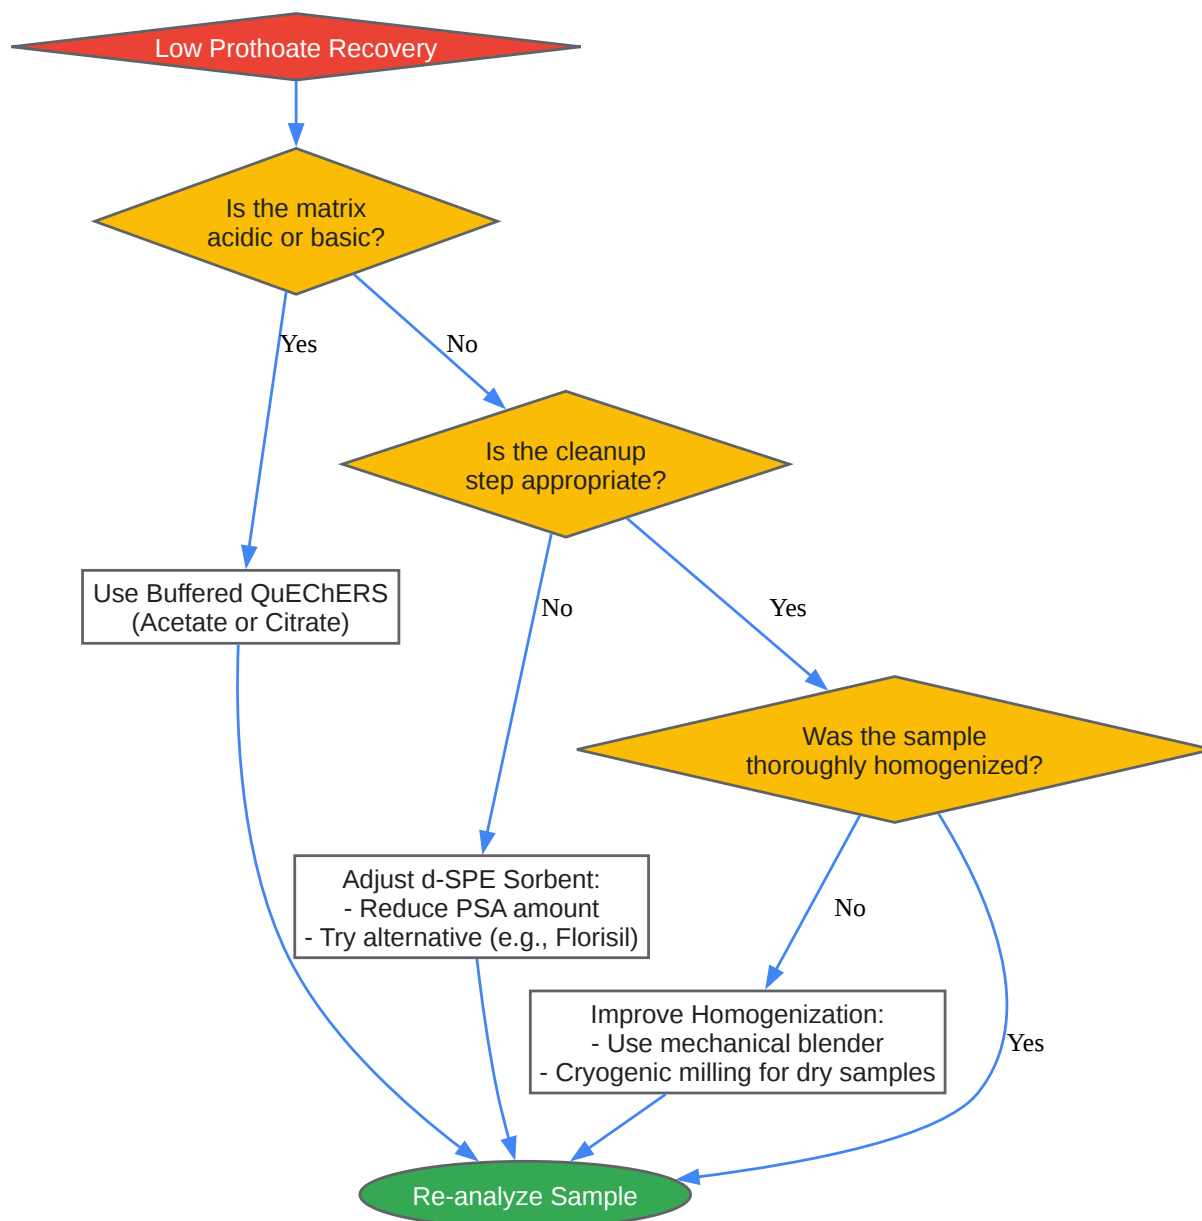 Low Prothoate Recovery
Is the matrix
acidic or basic?
Yes
No
Is the cleanup
step appropriate?
Use Buffered QuEChERS
(Acetate or Citrate)
No
Yes
Was the sample
thoroughly homogenized?
Adjust d-SPE Sorbent:
- Reduce PSA amount
- Try alternative (e.g., Florisil)
No
Improve Homogenization:
- Use mechanical blender
- Cryogenic milling for dry samples
Yes
Re-analyze Sample